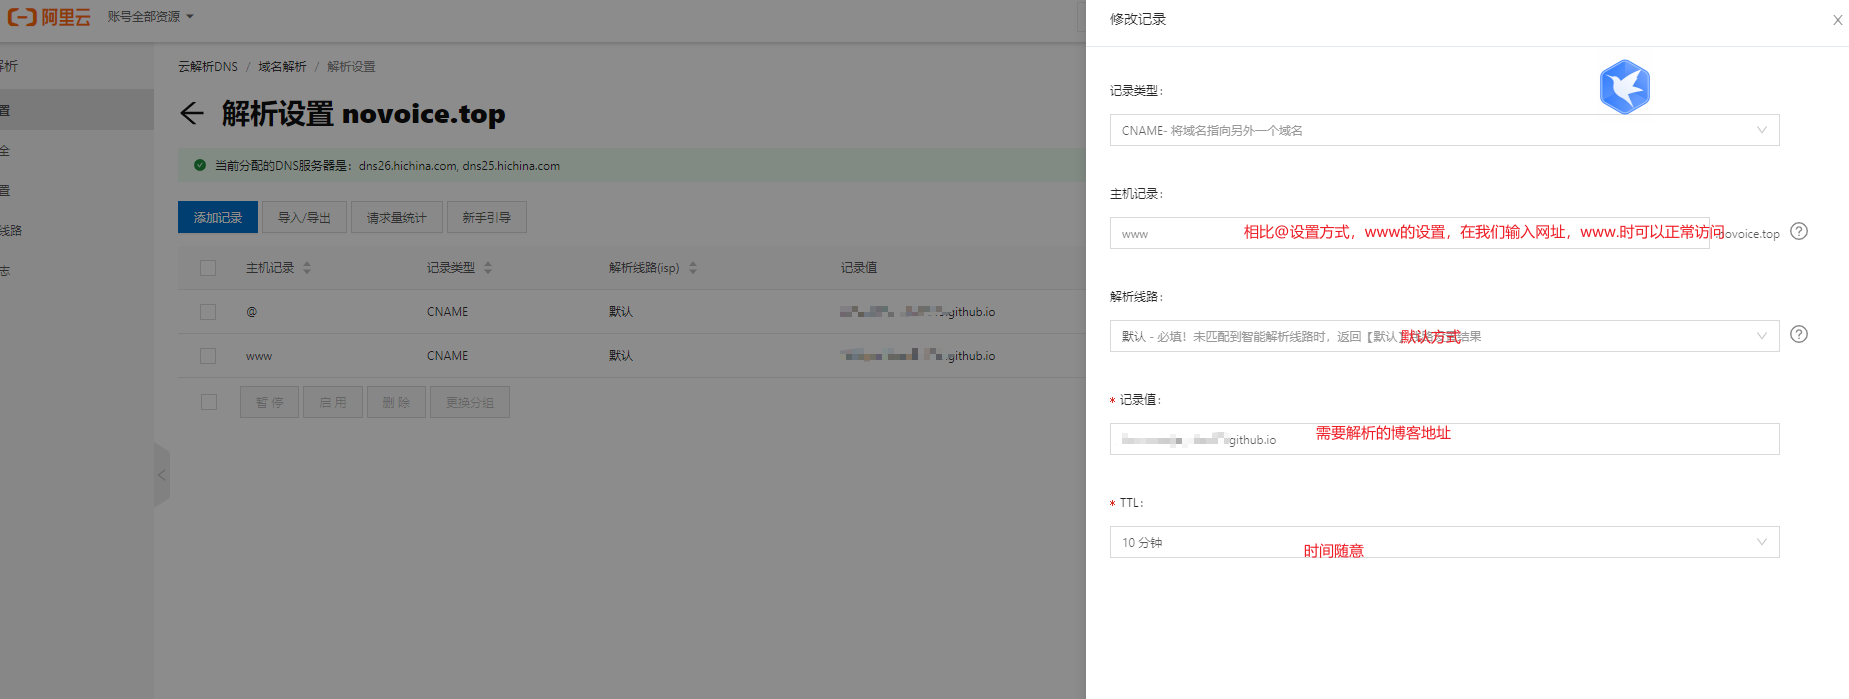 阿里云
账号全部资源
解析
置
全
置
线路
志
云解析DNS / 域名解析 / 解析设置
解析设置 novoice.top
当前分配的DNS服务器是：dns26.hichina.com, dns25.hichina.com
添加记录 导入/导出 请求量统计 新手引导
主机记录 记录类型 解析线路(isp) 记录值
@ CNAME 默认 github.io
www CNAME 默认 github.io
暂 停 启 用 删 除 更换分组
修改记录
记录类型：
CNAME- 将域名指向另外一个域名
主机记录：
www
相比@设置方式，www的设置，在我们输入网址，www.时可以正常访问
novoice.top
解析线路：
默认 - 必填！未匹配到智能解析线路时，返回【默认】结果
默认方式
* 记录值：
github.io
需要解析的博客地址
* TTL：
10 分钟
时间随意